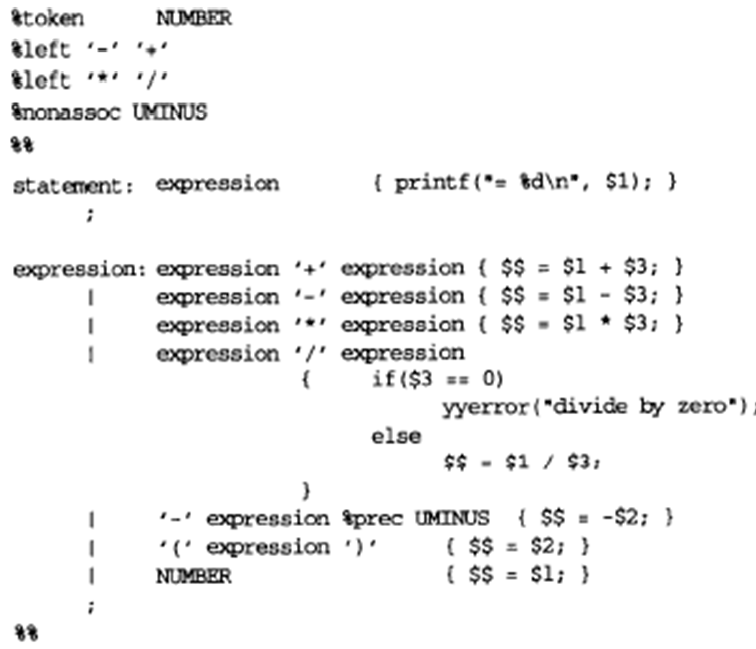 %token NUMBER
%left '-' '+'
%left '*' '/'
%nonassoc UMINUS
%%
statement: expression { printf("= %d\n", $1); }
;
expression: expression '+' expression { $$ = $1 + $3; }
| expression '-' expression { $$ = $1 - $3; }
| expression '*' expression { $$ = $1 * $3; }
| expression '/' expression
{ if($3 == 0)
yyerror("divide by zero");
else
$$ = $1 / $3;
}
| '-' expression %prec UMINUS { $$ = -$2; }
| '(' expression ')' { $$ = $2; }
| NUMBER { $$ = $1; }
;
%%